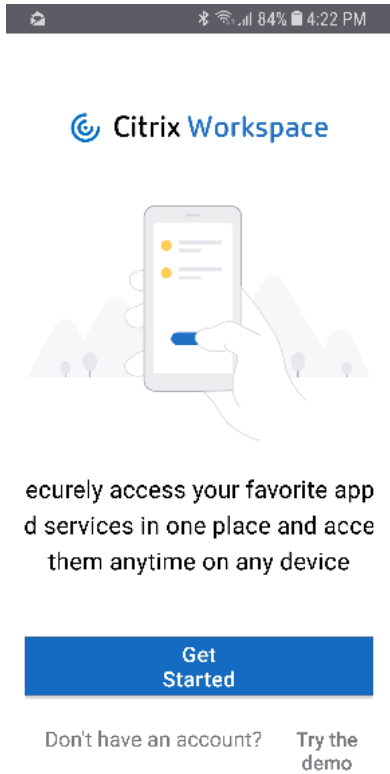 84% 4:22 PM
Citrix Workspace
ecurely access your favorite app
d services in one place and acce
them anytime on any device
Get
Started
Don't have an account?
Try the
demo